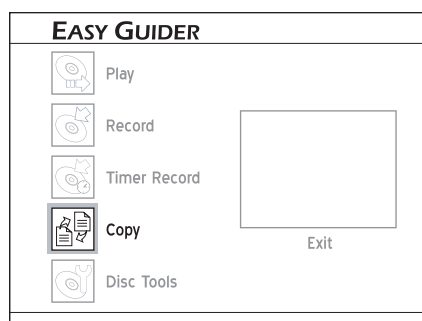 EASY GUIDER
Play
Record
Timer Record
Copy
Exit
Disc Tools